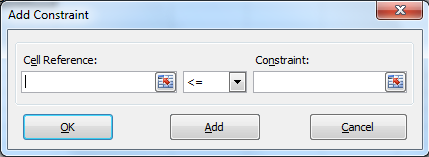 Add Constraint
Cell Reference: Constraint:
<=
OK Add Cancel